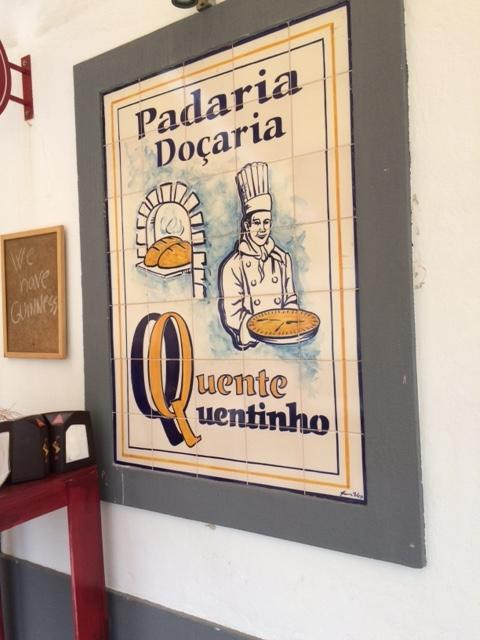 Padaria
Doçaria
Quente
Quentinho
We
have
GUINNESS